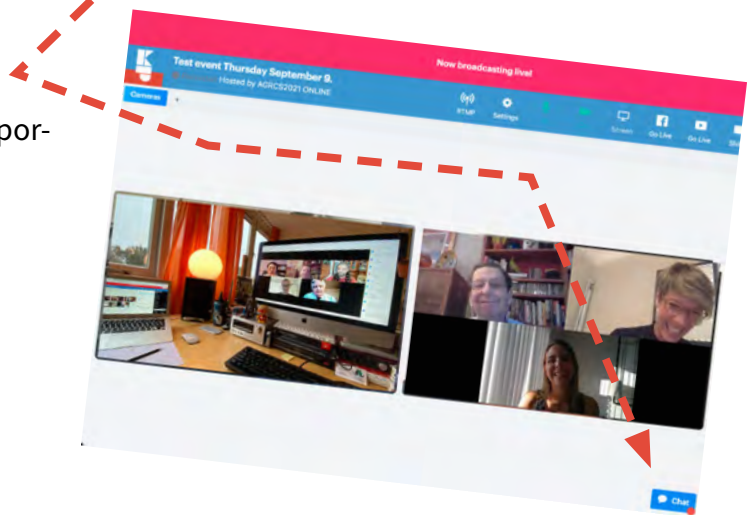 por-
Now broadcasting live!
Test event Thursday September 9.
Hosted by AGRCS2021 ONLINE
RTMP
Settings
Screen
Go Live
Go Live
Cameras
Chat